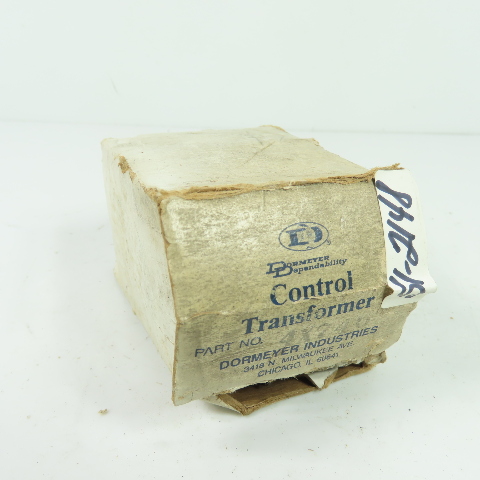 D
DORMEYER
Dependability
Control
Transformer
PART NO.
DORMEYER INDUSTRIES
3418 N. MILWAUKEE AVE.
CHICAGO, IL 60641